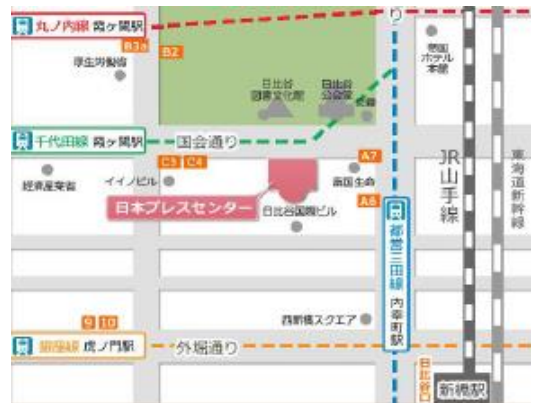 丸ノ内線 霞ヶ関駅
り
B3a
B2
厚生労働省
帝国
ホテル
本館
日比谷
図書文化館
日比谷
公会堂
千代田線 霞ヶ関駅
国会通り
C3 C4
A7
経済産業省
イイノビル
南国生命
日本プレスセンター
日比谷国際ビル
A6
JR山手線
東海道新幹線
都営三田線 内幸町駅
9 10
西新橋スクエア
銀座線 虎ノ門駅
外堀通り
日比谷口
新橋駅